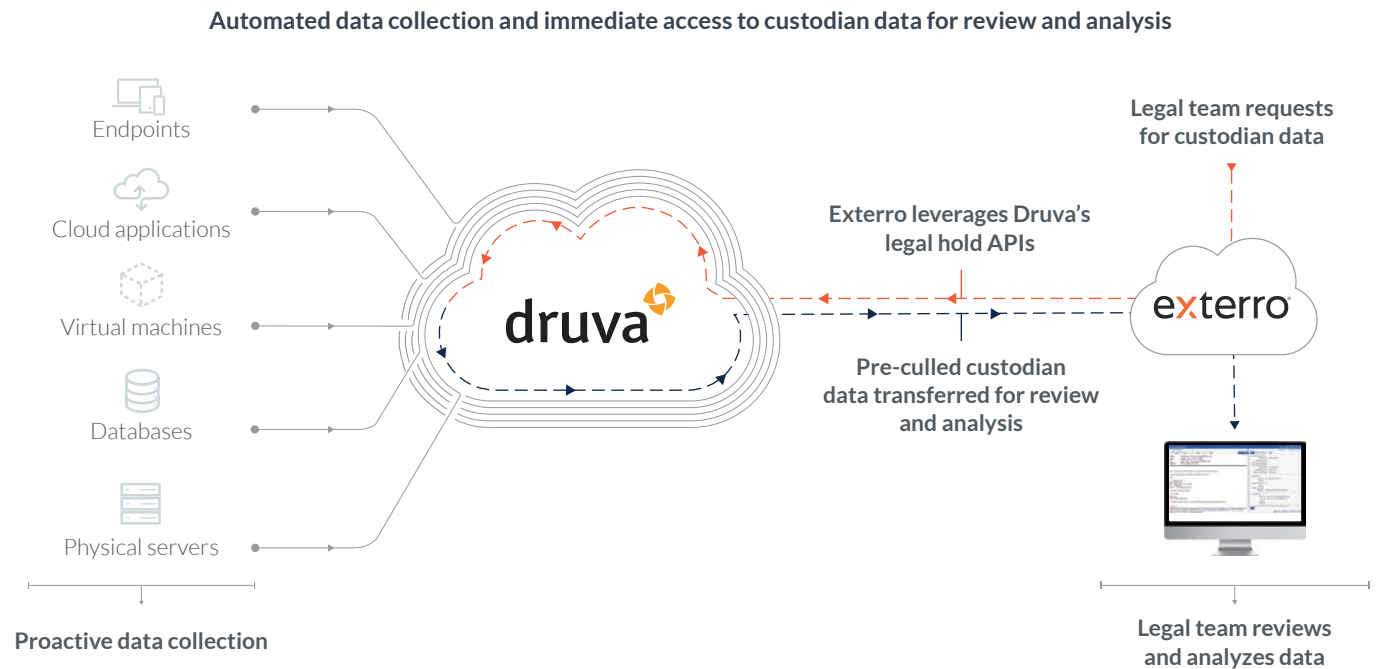 Automated data collection and immediate access to custodian data for review and analysis
Endpoints
Cloud applications
Virtual machines
Databases
Physical servers
Proactive data collection
druva
Exterro leverages Druva's
legal hold APIs
Pre-culled custodian
data transferred for review
and analysis
Legal team requests
for custodian data
exterro
Legal team reviews
and analyzes data